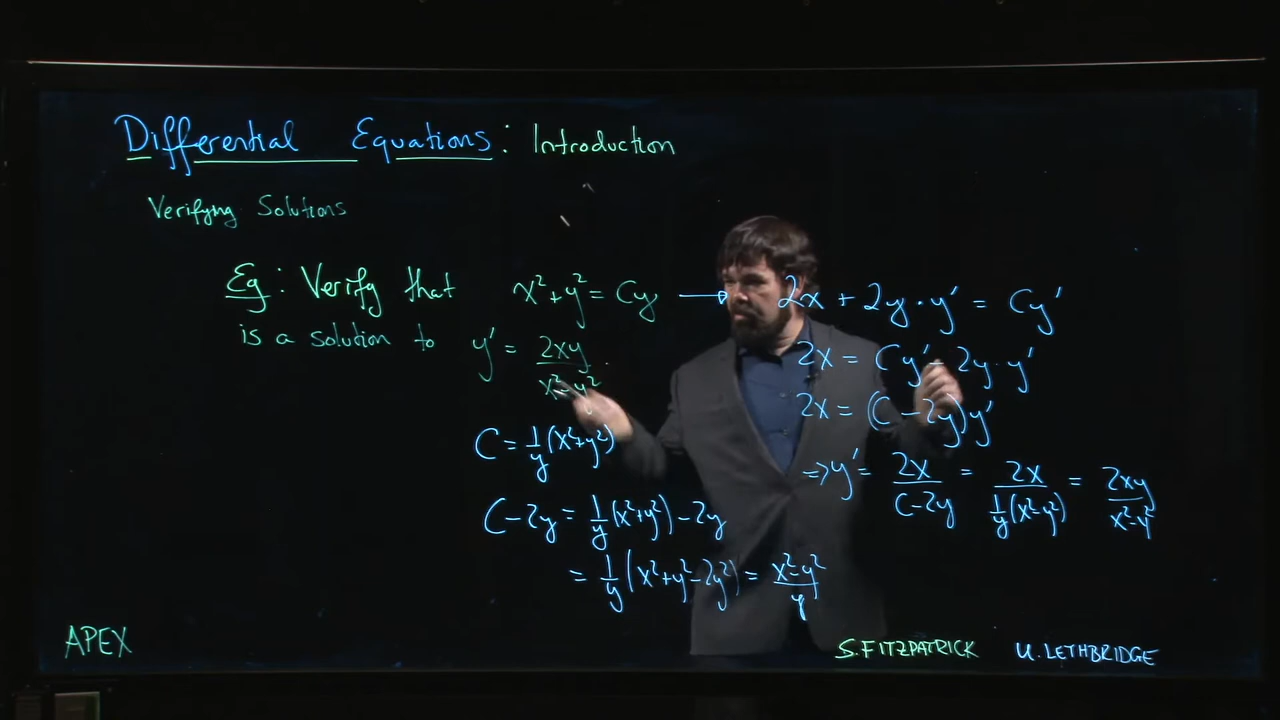 Differential Equations: Introduction
Verifying Solutions
Eg: Verify that x²+y²= Cy → 2x + 2y · y' = Cy'
is a solution to y' = 2xy / x²-y² .
2x = Cy' - 2y · y'
2x = (C - 2y)y'
C = 1/y (x²+y²)
⇒ y' = 2x / C-2y = 2x / 1/y (x²-y²) = 2xy / x²-y²
C - 2y = 1/y (x²+y²) - 2y
= 1/y (x²+y²-2y²) = x²-y² / y
APEX
S. FITZPATRICK U. LETHBRIDGE